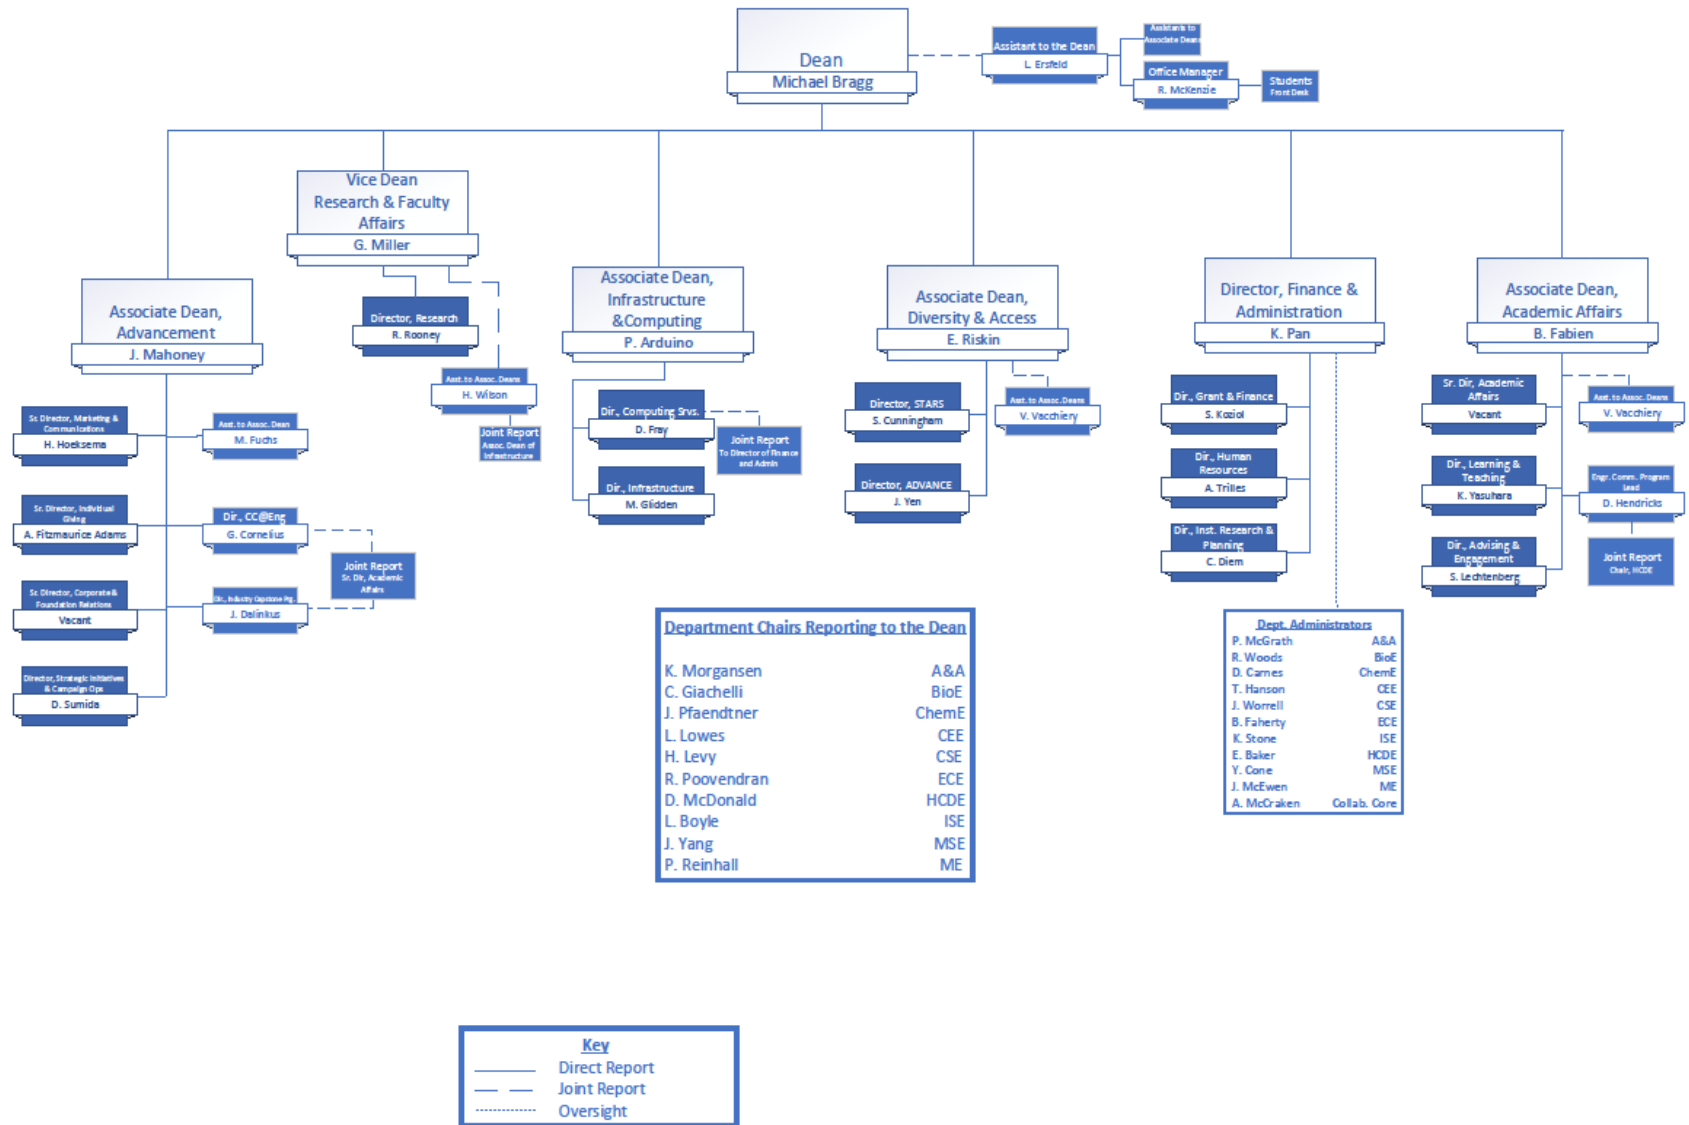 Dean
Michael Bragg
Assistant to the Dean
L. Ersfeld
Assistants to
Associate Deans
Office Manager
R. McKenzie
Students
Front Desk
Vice Dean
Research & Faculty
Affairs
G. Miller
Director, Research
R. Rooney
Asst. to Assoc. Deans
H. Wilson
Joint Report
Assoc. Dean of
Infrastructure
Associate Dean,
Advancement
J. Mahoney
Sr. Director, Marketing &
Communications
H. Hoeksema
Asst. to Assoc. Dean
M. Fuchs
Sr. Director, Individual
Giving
A. Fitzmaurice Adams
Dir., CC@Eng
G. Cornelius
Joint Report
Sr. Dir, Academic
Affairs
Sr. Director, Corporate &
Foundation Relations
Vacant
Dir., Industry Capstone Prg.
J. Dalinkus
Director, Strategic Initiatives
& Campaign Ops
D. Sumida
Associate Dean,
Infrastructure
&Computing
P. Arduino
Dir., Computing Srvs.
D. Fray
Joint Report
To Director of Finance
and Admin
Dir., Infrastructure
M. Glidden
Associate Dean,
Diversity & Access
E. Riskin
Director, STARS
S. Cunningham
Asst. to Assoc. Deans
V. Vacchiery
Director, ADVANCE
J. Yen
Director, Finance &
Administration
K. Pan
Dir., Grant & Finance
S. Koziol
Dir., Human
Resources
A. Trilles
Dir., Inst. Research &
Planning
C. Diem
Associate Dean,
Academic Affairs
B. Fabien
Sr. Dir, Academic
Affairs
Vacant
Asst. to Assoc. Deans
V. Vacchiery
Dir., Learning &
Teaching
K. Yasuhara
Engr. Comm. Program
Lead
D. Hendricks
Dir., Advising &
Engagement
S. Lechtenberg
Joint Report
Chair, HCDE
Department Chairs Reporting to the Dean
K. Morgansen A&A
C. Giachelli BioE
J. Pfaendtner ChemE
L. Lowes CEE
H. Levy CSE
R. Poovendran ECE
D. McDonald HCDE
L. Boyle ISE
J. Yang MSE
P. Reinhall ME
Dept. Administrators
P. McGrath A&A
R. Woods BioE
D. Carnes ChemE
T. Hanson CEE
J. Worrell CSE
B. Faherty ECE
K. Stone ISE
E. Baker HCDE
Y. Cone MSE
J. McEwen ME
A. McCraken Collab. Core
Key
Direct Report
Joint Report
Oversight